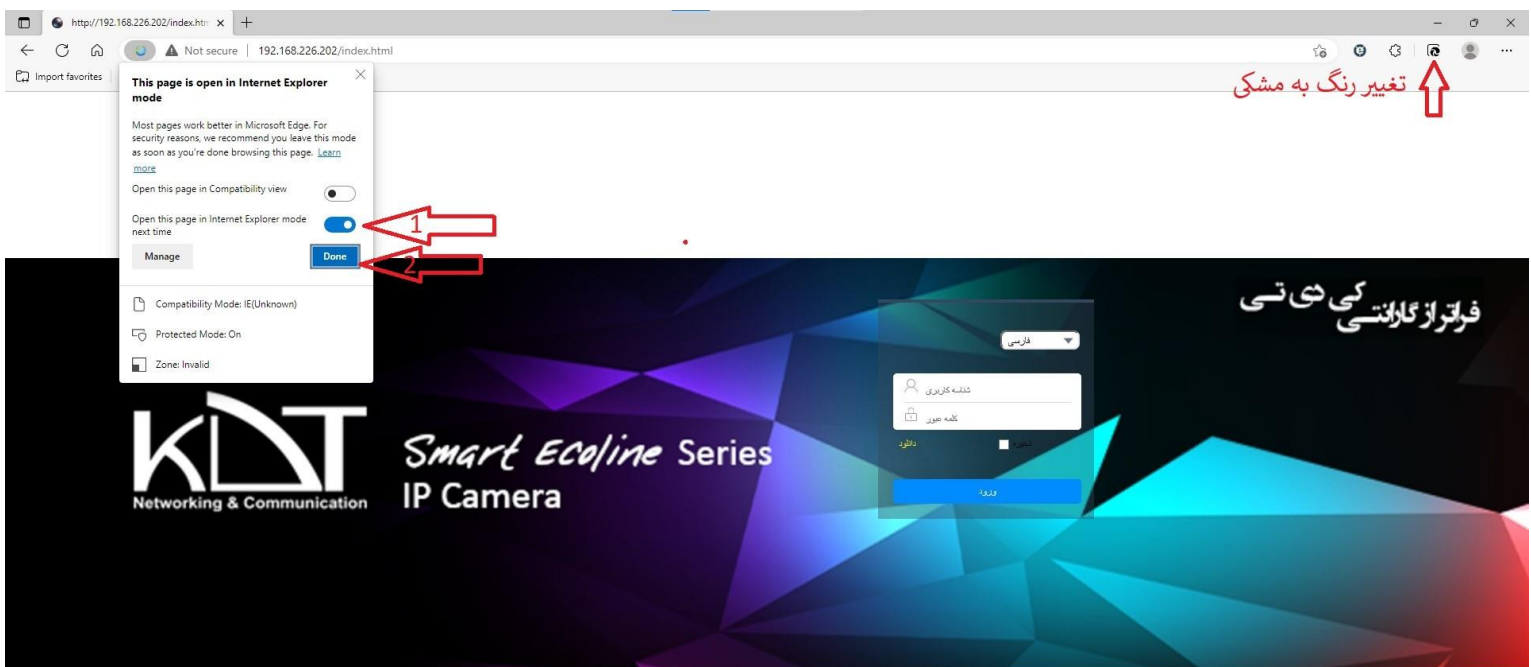 http://192.168.226.202/index.htm
Not secure
192.168.226.202/index.html
Import favorites
تغییر رنگ به مشکی
This page is open in Internet Explorer
mode
Most pages work better in Microsoft Edge. For
security reasons, we recommend you leave this mode
as soon as you're done browsing this page. Learn
more
Open this page in Compatibility view
Open this page in Internet Explorer mode
next time
1
Manage
Done
2
Compatibility Mode: IE(Unknown)
Protected Mode: On
Zone: Invalid
فراتر از گارانتی
کی دی تی
فارسی
شناسه کاربری
کلمه عبور
دانلود
ذخیره
ورود
KDT
Networking & Communication
Smart Ecoline Series
IP Camera